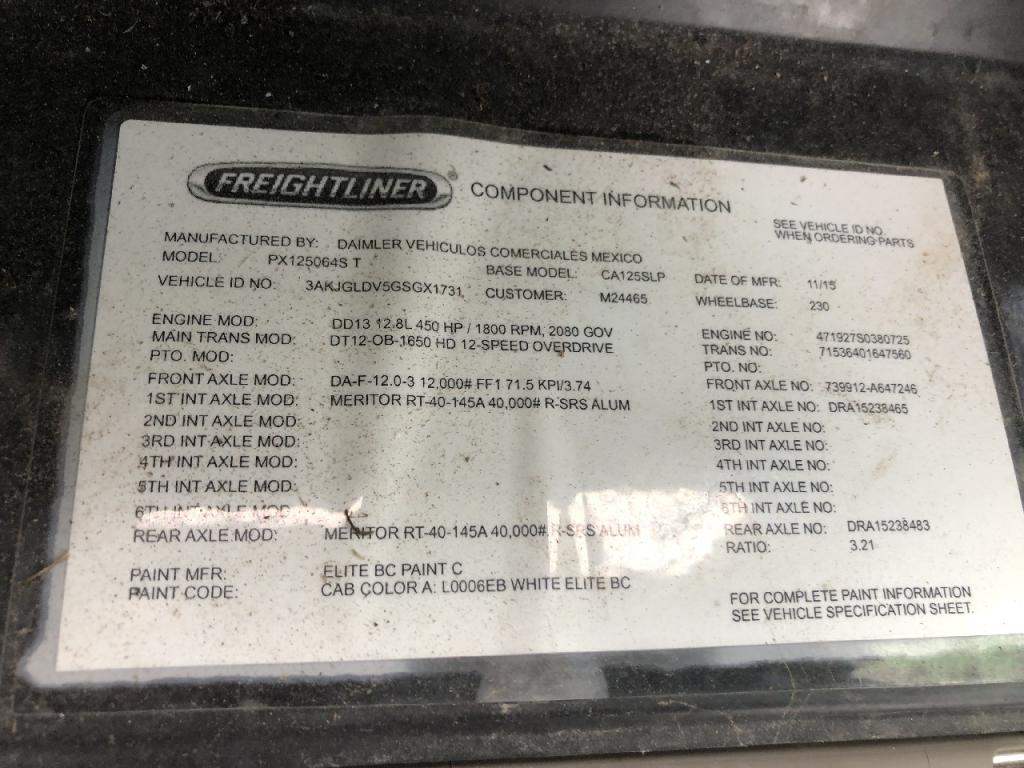 FREIGHTLINER COMPONENT INFORMATION
SEE VEHICLE ID NO.
WHEN ORDERING PARTS
MANUFACTURED BY: DAIMLER VEHICULOS COMERCIALES MEXICO
MODEL: PX125064S T BASE MODEL: CA125SLP DATE OF MFR: 11/15
VEHICLE ID NO: 3AKJGLDV5GSGX1731 CUSTOMER: M24465 WHEELBASE: 230
ENGINE MOD: DD13 12.8L 450 HP / 1800 RPM, 2080 GOV ENGINE NO: 471927S0380725
MAIN TRANS MOD: DT12-OB-1650 HD 12-SPEED OVERDRIVE TRANS NO: 71536401647560
PTO. MOD: PTO. NO:
FRONT AXLE MOD: DA-F-12.0-3 12,000# FF1 71.5 KPI/3.74 FRONT AXLE NO: 739912-A647246
1ST INT AXLE MOD: MERITOR RT-40-145A 40,000# R-SRS ALUM 1ST INT AXLE NO: DRA15238465
2ND INT AXLE MOD: 2ND INT AXLE NO:
3RD INT AXLE MOD: 3RD INT AXLE NO:
4TH INT AXLE MOD: 4TH INT AXLE NO:
5TH INT AXLE MOD: 5TH INT AXLE NO:
6TH INT AXLE MOD: 6TH INT AXLE NO:
REAR AXLE MOD: MERITOR RT-40-145A 40,000# R-SRS ALUM REAR AXLE NO: DRA15238483
RATIO: 3.21
PAINT MFR: ELITE BC PAINT C
PAINT CODE: CAB COLOR A: L0006EB WHITE ELITE BC
FOR COMPLETE PAINT INFORMATION
SEE VEHICLE SPECIFICATION SHEET.